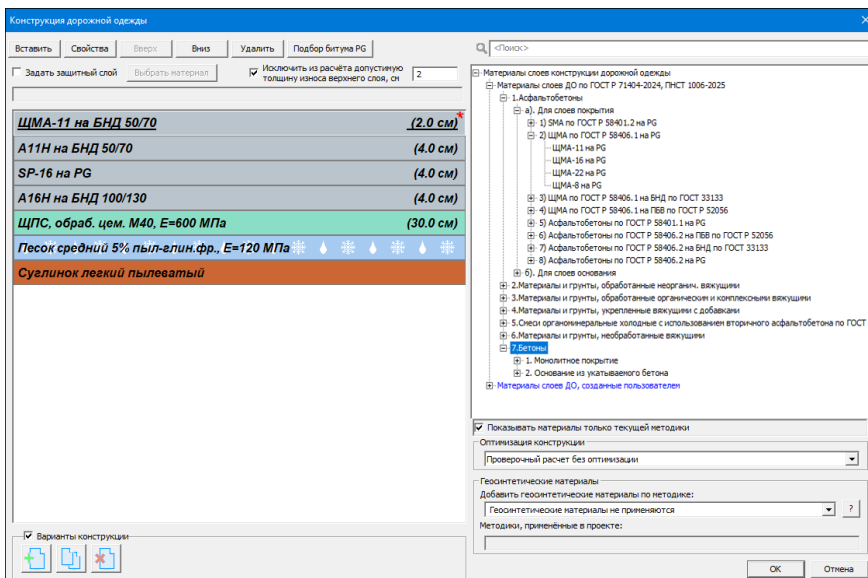 Конструкция дорожной одежды
Вставить Свойства Вверх Вниз Удалить Подбор битума PG
Задать защитный слой Выбрать материал Исключить из расчёта допустимую толщину износа верхнего слоя, см 2
ЩМА-11 на БНД 50/70 (2.0 см)*
А11Н на БНД 50/70 (4.0 см)
SP-16 на PG (4.0 см)
А16Н на БНД 100/130 (4.0 см)
ЩПС, обраб. цем. М40, E=600 МПа (30.0 см)
Песок средний 5% пыл-глин.фр., E=120 МПа
Суглинок легкий пылеватый
Варианты конструкции
<Поиск>
Материалы слоев конструкции дорожной одежды
Материалы слоев ДО по ГОСТ Р 71404-2024, ПНСТ 1006-2025
1.Асфальтобетоны
а). Для слоев покрытия
1) SMA по ГОСТ Р 58401.2 на PG
2) ЩМА по ГОСТ Р 58406.1 на PG
ЩМА-11 на PG
ЩМА-16 на PG
ЩМА-22 на PG
ЩМА-8 на PG
3) ЩМА по ГОСТ Р 58406.1 на БНД по ГОСТ 33133
4) ЩМА по ГОСТ Р 58406.1 на ПБВ по ГОСТ Р 52056
5) Асфальтобетоны по ГОСТ Р 58401.1 на PG
6) Асфальтобетоны по ГОСТ Р 58406.2 на ПБВ по ГОСТ Р 52056
7) Асфальтобетоны по ГОСТ Р 58406.2 на БНД по ГОСТ 33133
8) Асфальтобетоны по ГОСТ Р 58406.2 на PG
б). Для слоев основания
2.Материалы и грунты, обработанные неорганич. вяжущими
3.Материалы и грунты, обработанные органическим и комплексными вяжущими
4.Материалы и грунты, укрепленные вяжущими с добавками
5.Смеси органоминеральные холодные с использованием вторичного асфальтобетона по ГОСТ
6.Материалы и грунты, необработанные вяжущими
7.Бетоны
1. Монолитное покрытие
2. Основание из укатываемого бетона
Материалы слоев ДО, созданные пользователем
Показывать материалы только текущей методики
Оптимизация конструкции
Проверочный расчет без оптимизации
Геосинтетические материалы
Добавить геосинтетические материалы по методике:
Геосинтетические материалы не применяются ?
Методики, применённые в проекте:
OK Отмена